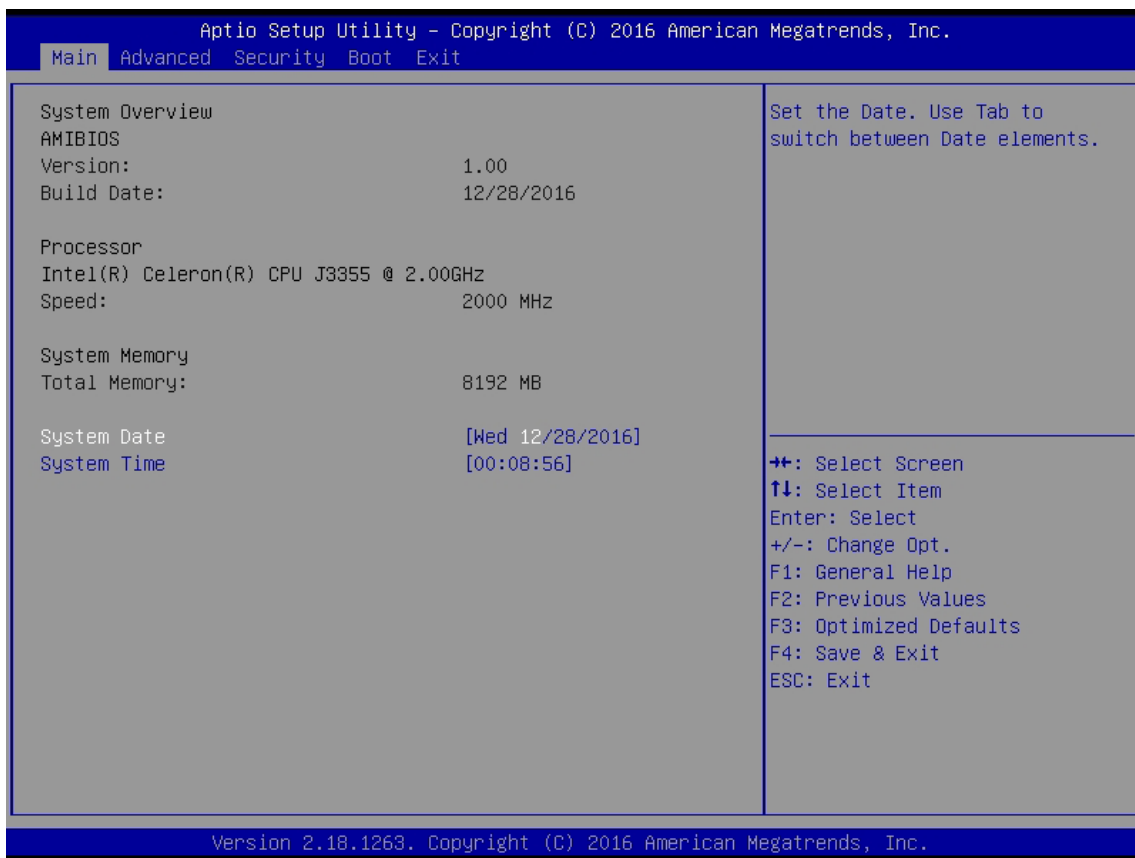 Aptio Setup Utility – Copyright (C) 2016 American Megatrends, Inc.
Main Advanced Security Boot Exit
System Overview
AMIBIOS
Version: 1.00
Build Date: 12/28/2016
Processor
Intel(R) Celeron(R) CPU J3355 @ 2.00GHz
Speed: 2000 MHz
System Memory
Total Memory: 8192 MB
System Date [Wed 12/28/2016]
System Time [00:08:56]
Set the Date. Use Tab to
switch between Date elements.
→←: Select Screen
↑↓: Select Item
Enter: Select
+/-: Change Opt.
F1: General Help
F2: Previous Values
F3: Optimized Defaults
F4: Save & Exit
ESC: Exit
Version 2.18.1263. Copyright (C) 2016 American Megatrends, Inc.